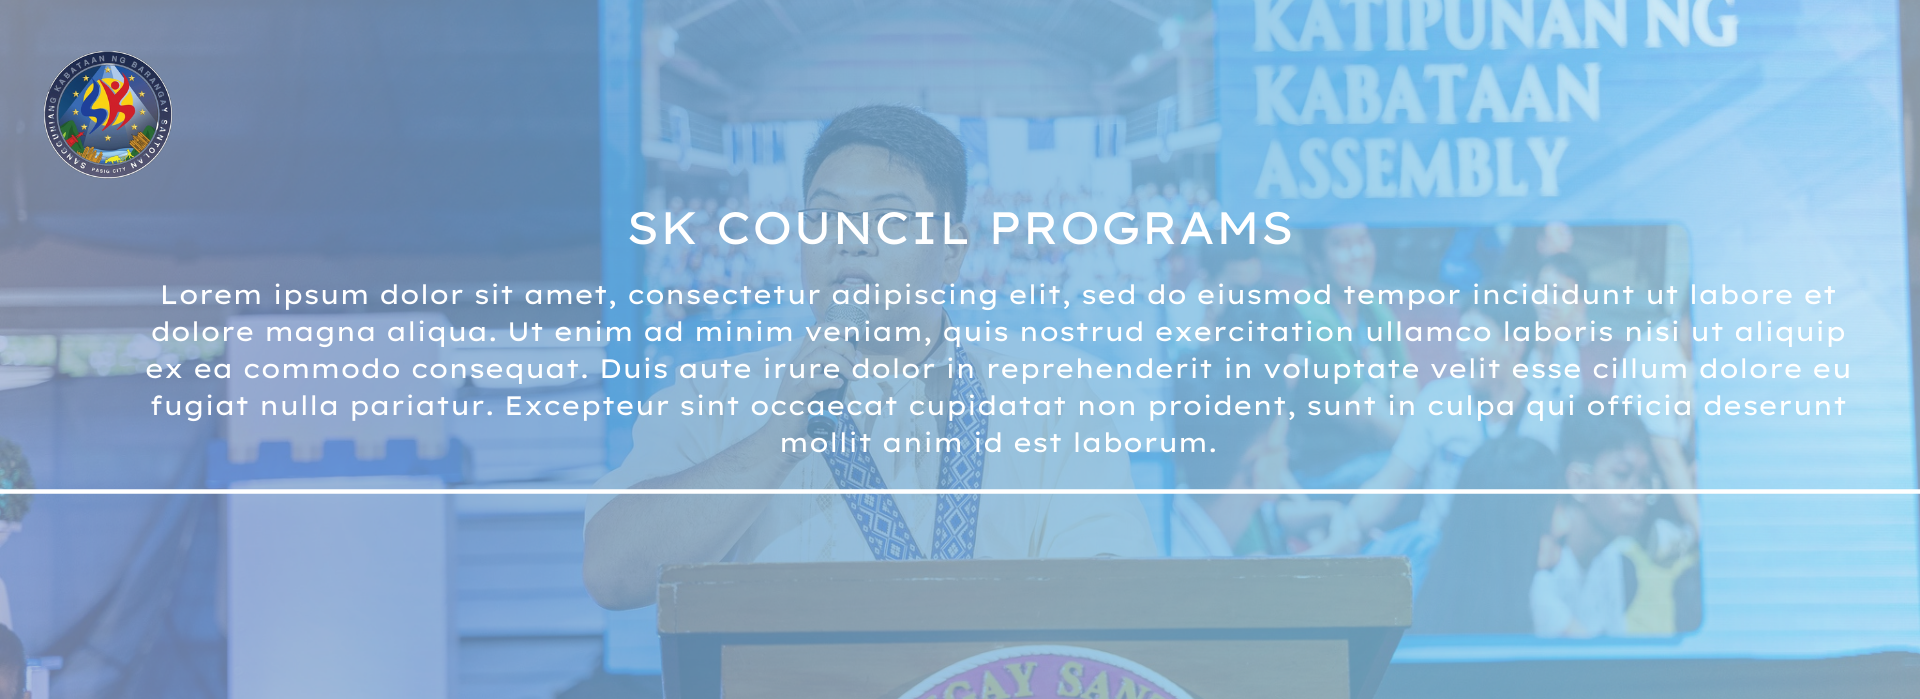 KATIPUNAN NG
KABATAAN
ASSEMBLY
SANGGUNIANG KABATAAN NG BARANGAY SANTOLAN
PASIG CITY
SK COUNCIL PROGRAMS
Lorem ipsum dolor sit amet, consectetur adipiscing elit, sed do eiusmod tempor incididunt ut labore et
dolore magna aliqua. Ut enim ad minim veniam, quis nostrud exercitation ullamco laboris nisi ut aliquip
ex ea commodo consequat. Duis aute irure dolor in reprehenderit in voluptate velit esse cillum dolore eu
fugiat nulla pariatur. Excepteur sint occaecat cupidatat non proident, sunt in culpa qui officia deserunt
mollit anim id est laborum.